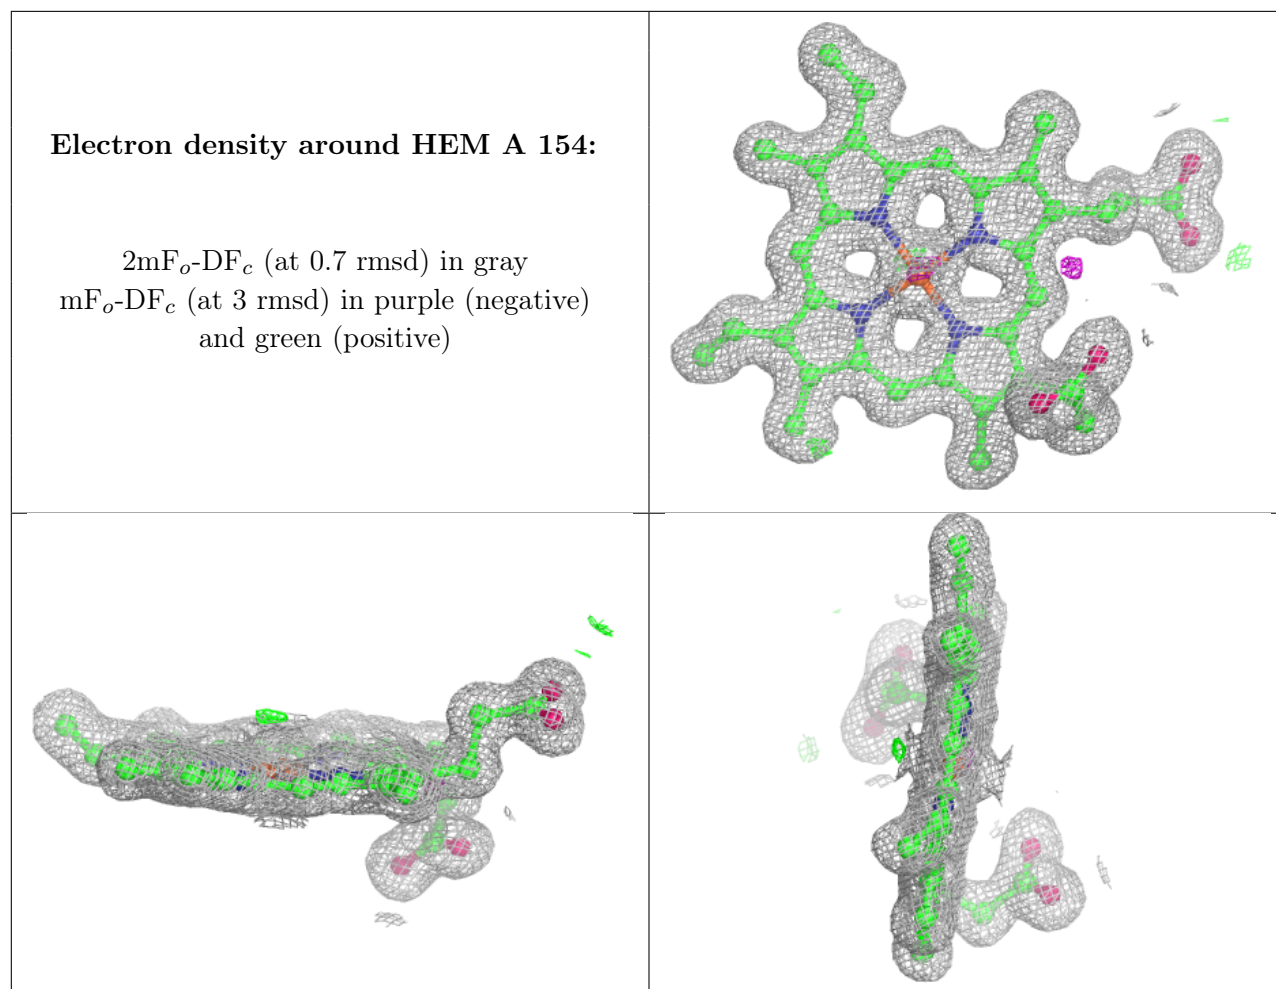 Electron density around HEM A 154:
2mFo-DFc (at 0.7 rmsd) in gray
mFo-DFc (at 3 rmsd) in purple (negative)
and green (positive)